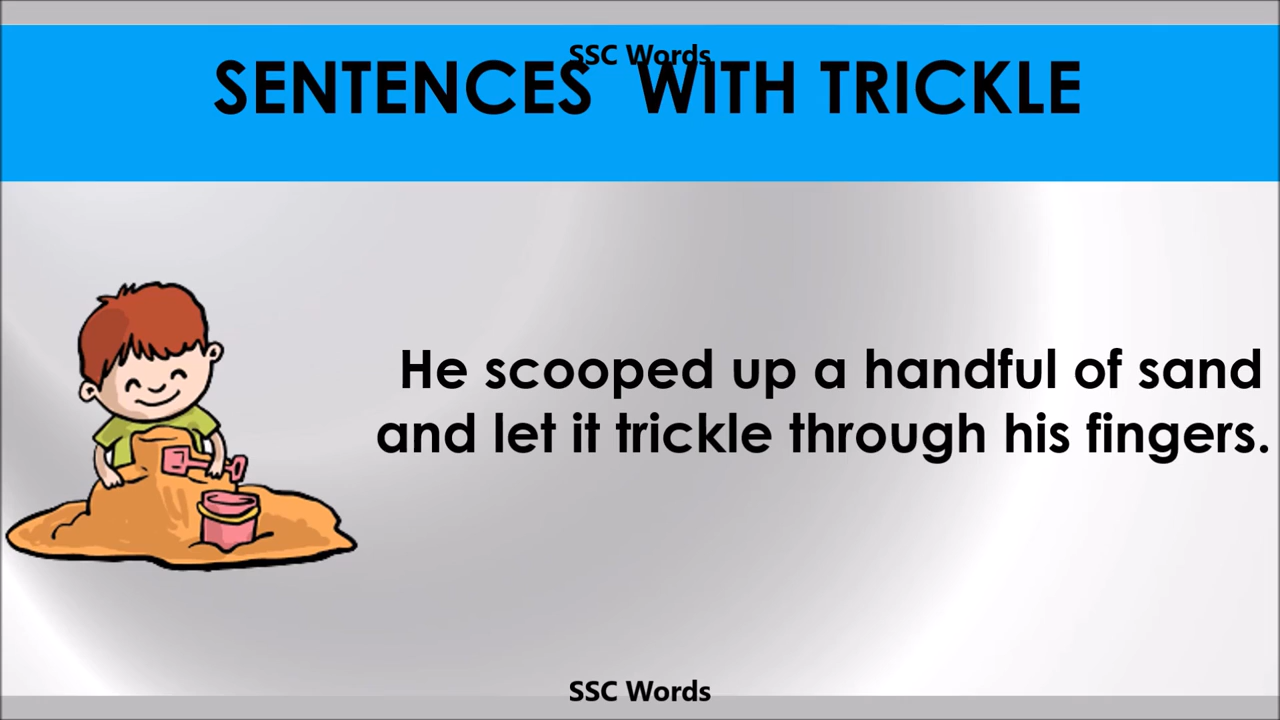 SSC Words
SENTENCES WITH TRICKLE
He scooped up a handful of sand
and let it trickle through his fingers.
SSC Words